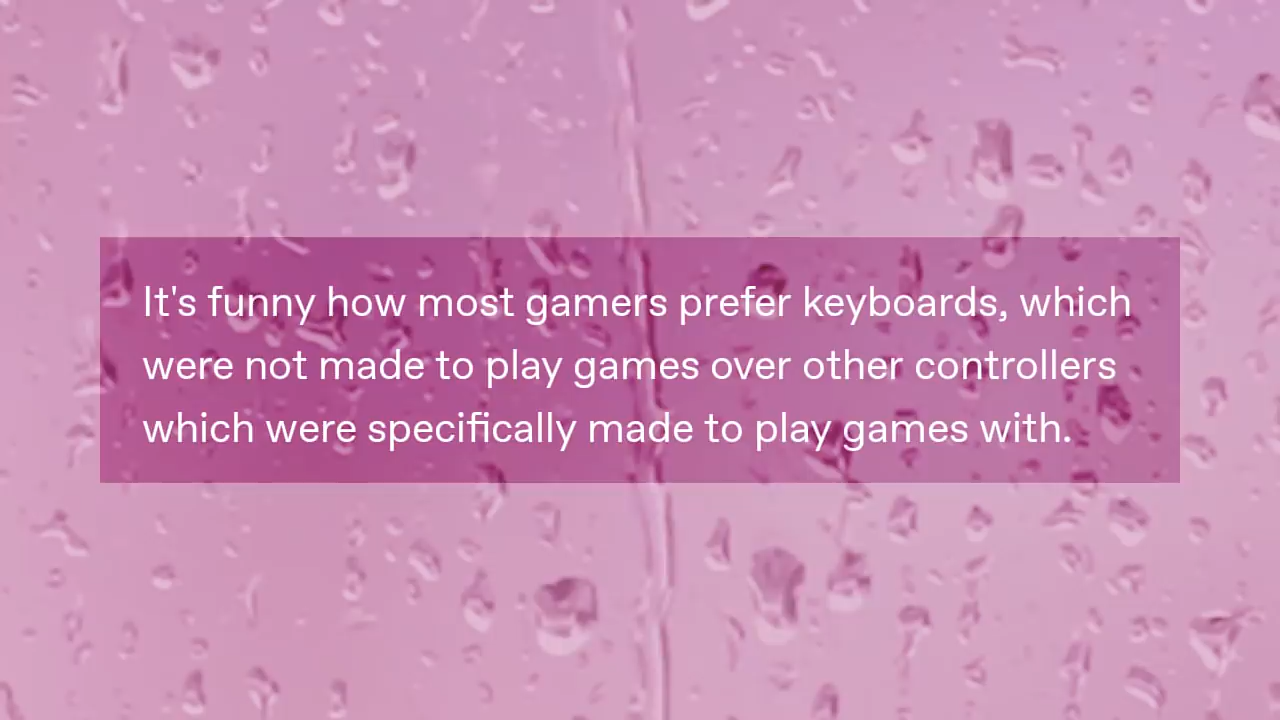 It's funny how most gamers prefer keyboards, which
were not made to play games over other controllers
which were specifically made to play games with.